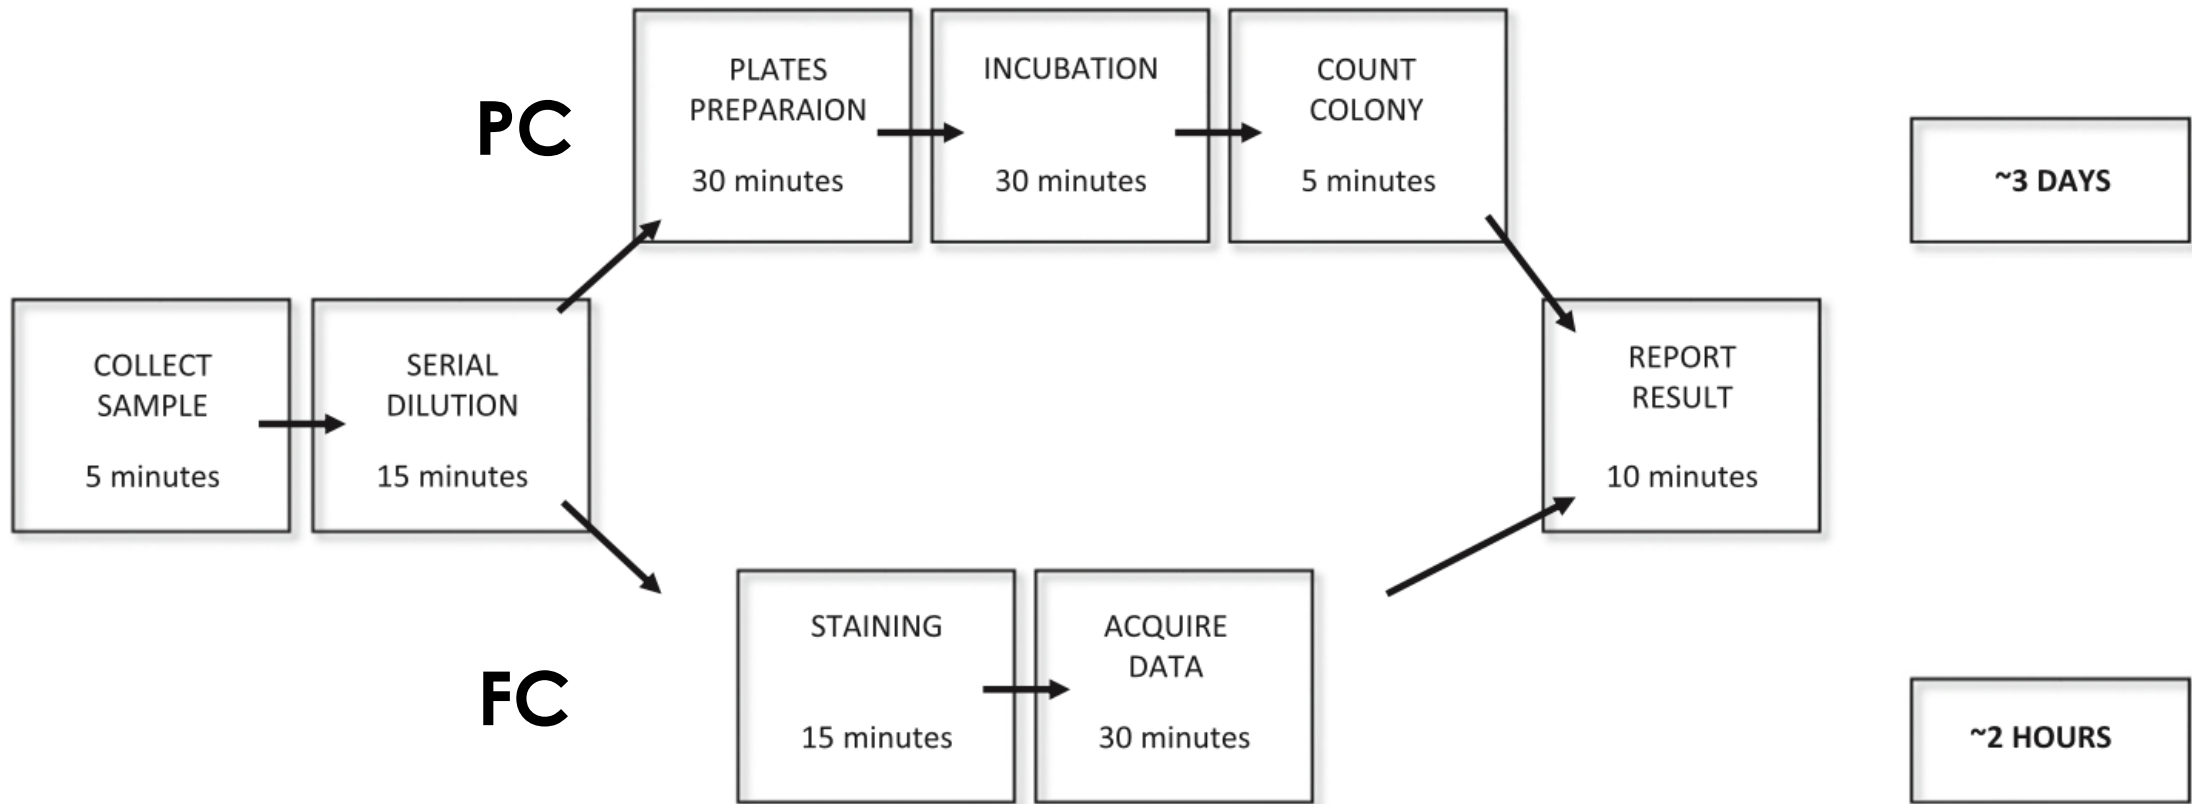 PC
PLATES
PREPARAION
30 minutes
INCUBATION
30 minutes
COUNT
COLONY
5 minutes
~3 DAYS
COLLECT
SAMPLE
5 minutes
SERIAL
DILUTION
15 minutes
REPORT
RESULT
10 minutes
FC
STAINING
15 minutes
ACQUIRE
DATA
30 minutes
~2 HOURS